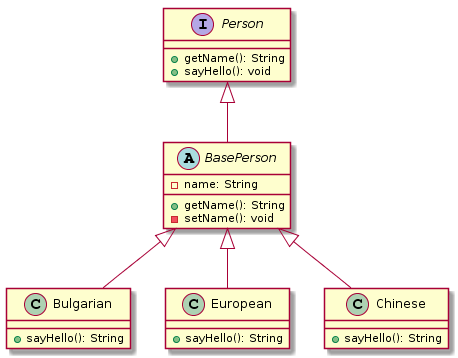 I Person
getName(): String
sayHello(): void
A BasePerson
name: String
getName(): String
setName(): void
C Bulgarian
sayHello(): String
C European
sayHello(): String
C Chinese
sayHello(): String